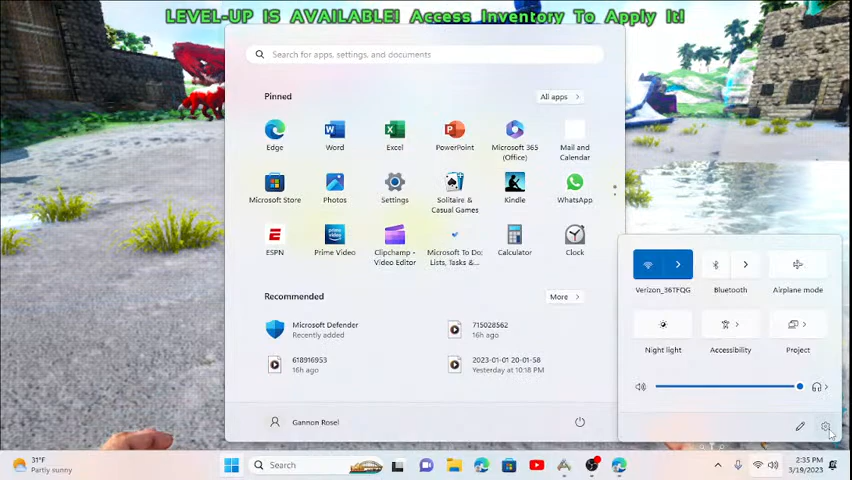 LEVEL-UP IS AVAILABLE! Access Inventory To Apply It!
Search for apps, settings, and documents
Pinned
All apps
Edge
Word
Excel
PowerPoint
Microsoft 365
(Office)
Mail and
Calendar
Microsoft Store
Photos
Settings
Solitaire &
Casual Games
Kindle
WhatsApp
ESPN
Prime Video
Clipchamp -
Video Editor
Microsoft To Do:
Lists, Tasks &...
Calculator
Clock
Recommended
More
Microsoft Defender
Recently added
715028562
16h ago
618916953
16h ago
2023-01-01 20-01-58
Yesterday at 10:18 PM
Gannon Rosel
Verizon_36TFQG
Bluetooth
Airplane mode
Night light
Accessibility
Project
31°F
Partly sunny
Search
2:35 PM
3/19/2023